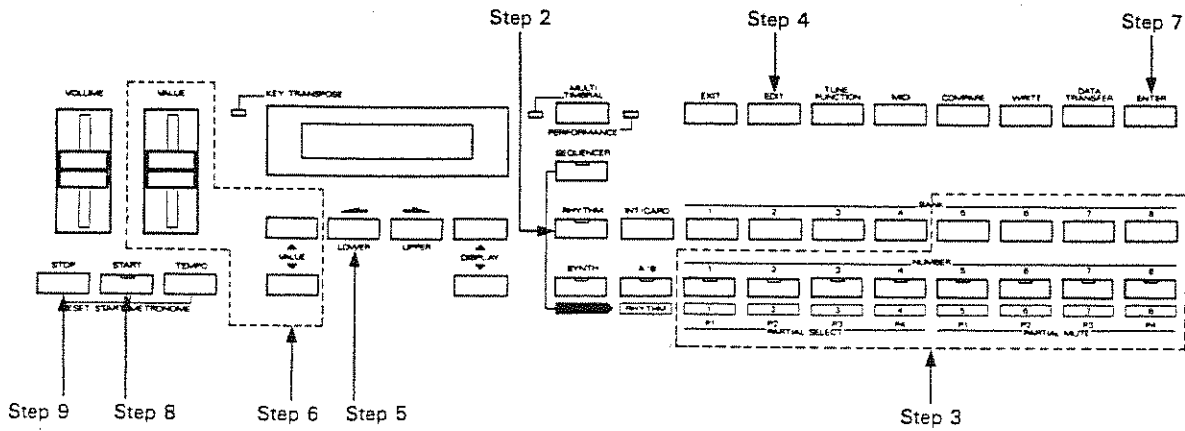 Step 2
Step 4
Step 7
VOLUME
VALUE
KEY TRANSPOSE
MULTI
TIMBRAL
PERFORMANCE
EXIT
EDIT
TUNE
FUNCTION
MIDI
COMPARE
WRITE
DATA
TRANSFER
ENTER
SEQUENCER
BANK
RHYTHM
INT/CARD
1 2 3 4 5 6 7 8
LOWER
UPPER
VALUE
DISPLAY
STOP
START
TEMPO
SYNTH
A/B
NUMBER
1 2 3 4 5 6 7 8
RHYTHM
1 2 3 4 5 6 7 8
P1 P2 P3 P4 P1 P2 P3 P4
PARTIAL SELECT
PARTIAL MUTE
Step 9
Step 8
Step 6
Step 5
Step 3